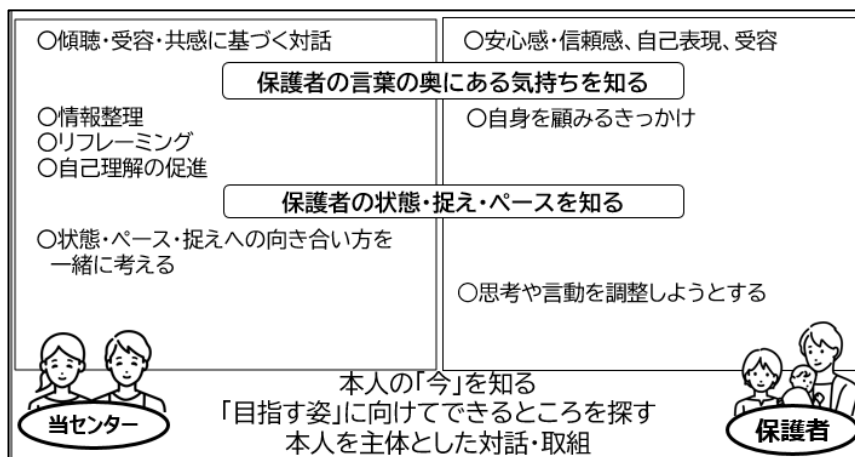 ○傾聴・受容・共感に基づく対話
○安心感・信頼感、自己表現、受容
保護者の言葉の奥にある気持ちを知る
○情報整理
○リフレーミング
○自己理解の促進
○自身を顧みるきっかけ
保護者の状態・捉え・ペースを知る
○状態・ペース・捉えへの向き合い方を
一緒に考える
○思考や言動を調整しようとする
本人の「今」を知る
「目指す姿」に向けてできるところを探す
本人を主体とした対話・取組
当センター
保護者